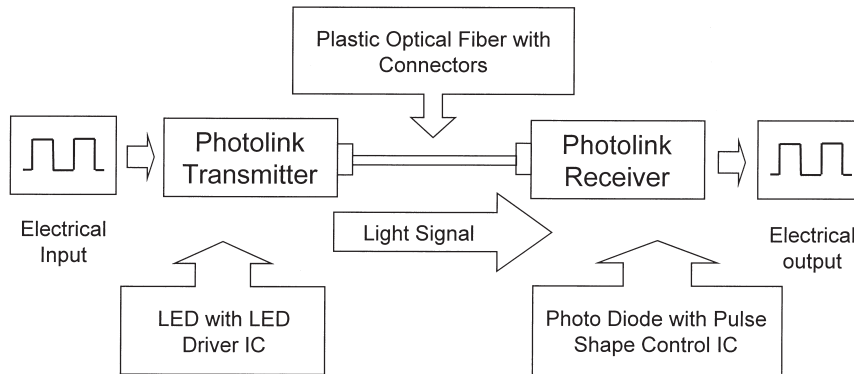 Plastic Optical Fiber with
Connectors
Photolink
Transmitter
Photolink
Receiver
Electrical
Input
Light Signal
Electrical
output
LED with LED
Driver IC
Photo Diode with Pulse
Shape Control IC